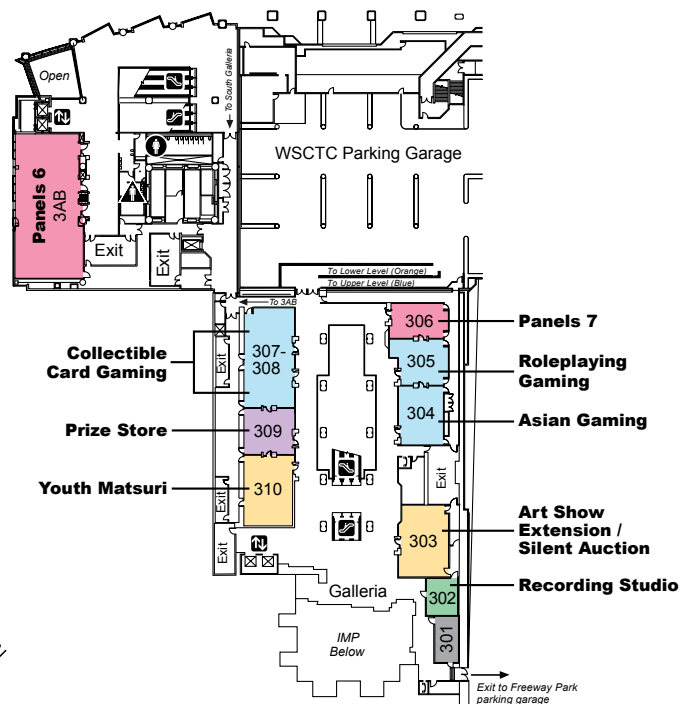 Open
To South Galleria
WSCTC Parking Garage
Panels 6
3AB
Exit
Exit
To Lower Level (Orange)
To Upper Level (Blue)
To 3AB
306
Panels 7
Exit
Collectible
Card Gaming
307-
308
305
Roleplaying
Gaming
304
Asian Gaming
Prize Store
309
Youth Matsuri
310
Exit
Exit
303
Art Show
Extension /
Silent Auction
Exit
302
Recording Studio
Galleria
301
IMP
Below
Exit to Freeway Park
parking garage